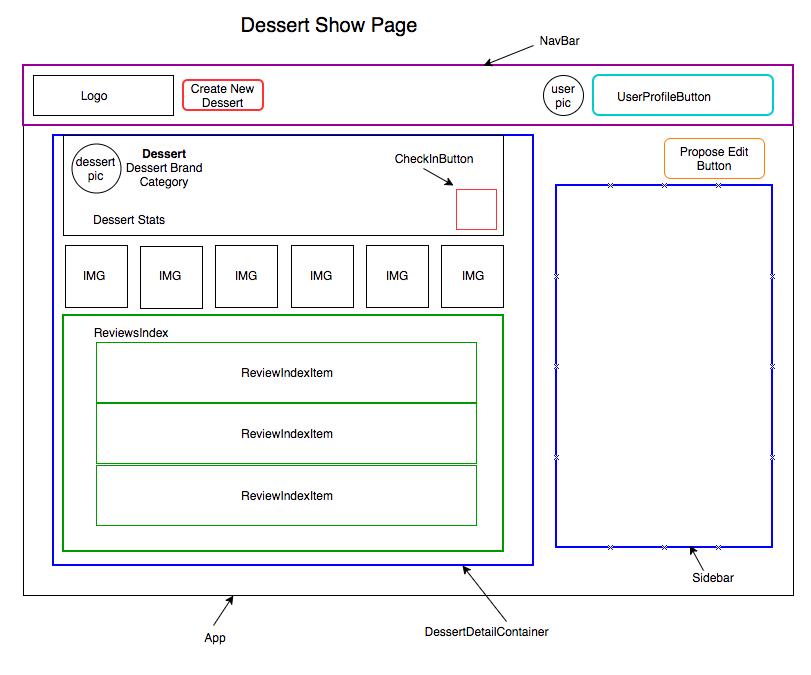 Dessert Show Page
NavBar
Logo
Create New
Dessert
user
pic
UserProfileButton
Propose Edit
Button
dessert
pic
Dessert
Dessert Brand
Category
CheckInButton
Dessert Stats
IMG
IMG
IMG
IMG
IMG
IMG
ReviewsIndex
ReviewIndexItem
ReviewIndexItem
ReviewIndexItem
Sidebar
DessertDetailContainer
App